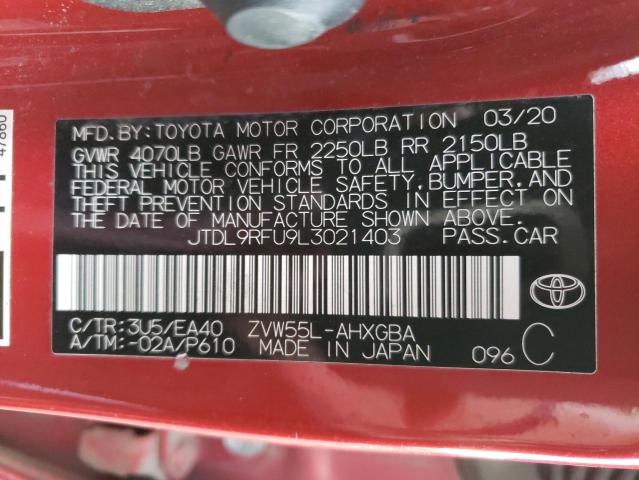 MFD. BY: TOYOTA MOTOR CORPORATION 03/20
GVWR 4070LB GAWR FR 2250LB RR 2150LB
THIS VEHICLE CONFORMS TO ALL APPLICABLE
FEDERAL MOTOR VEHICLE SAFETY, BUMPER, AND
THEFT PREVENTION STANDARDS IN EFFECT ON
THE DATE OF MANUFACTURE SHOWN ABOVE.
JTDL9RFU9L3021403 PASS. CAR
C/TR: 3U5/EA40 ZVW55L-AHXGBA
A/TM: -02A/P610 MADE IN JAPAN 096 C
47860